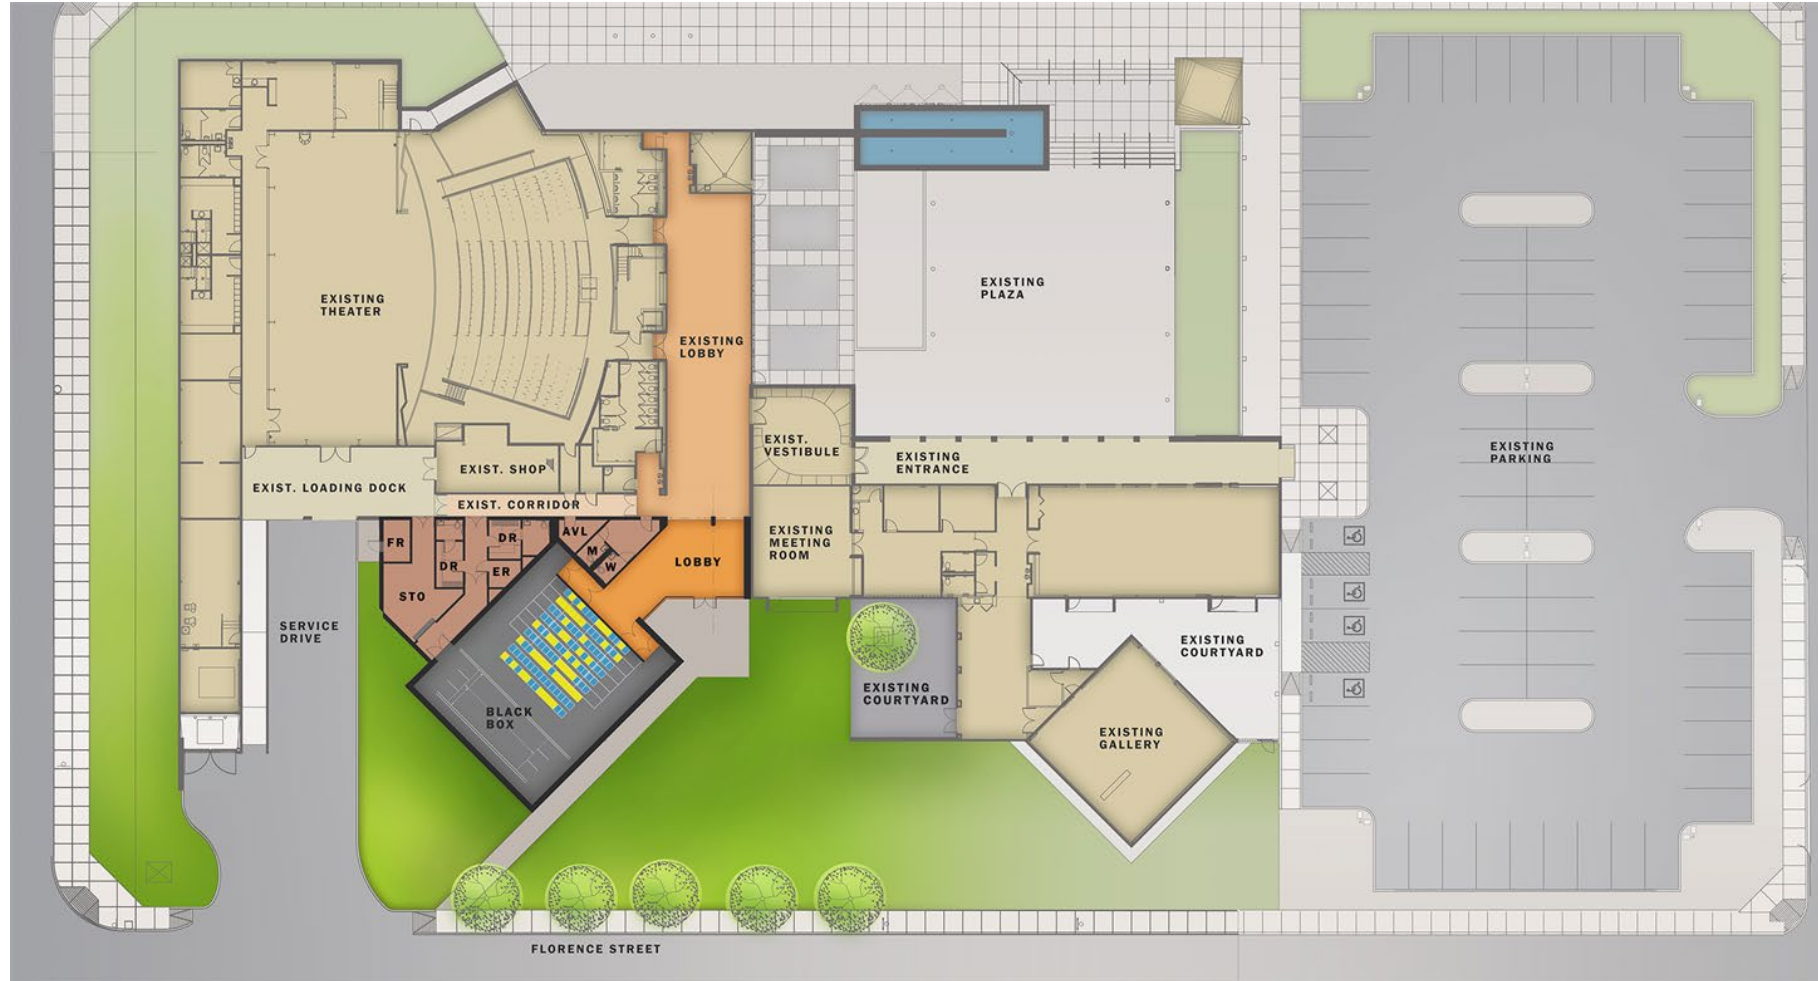 EXISTING
THEATER
EXISTING
LOBBY
EXISTING
PLAZA
EXIST.
VESTIBULE
EXISTING
ENTRANCE
EXISTING
PARKING
EXIST. SHOP
EXIST. LOADING DOCK
EXIST. CORRIDOR
EXISTING
MEETING
ROOM
FR
DR
AVL
M
W
LOBBY
DR
ER
STO
SERVICE
DRIVE
BLACK
BOX
EXISTING
COURTYARD
EXISTING
COURTYARD
EXISTING
GALLERY
FLORENCE STREET